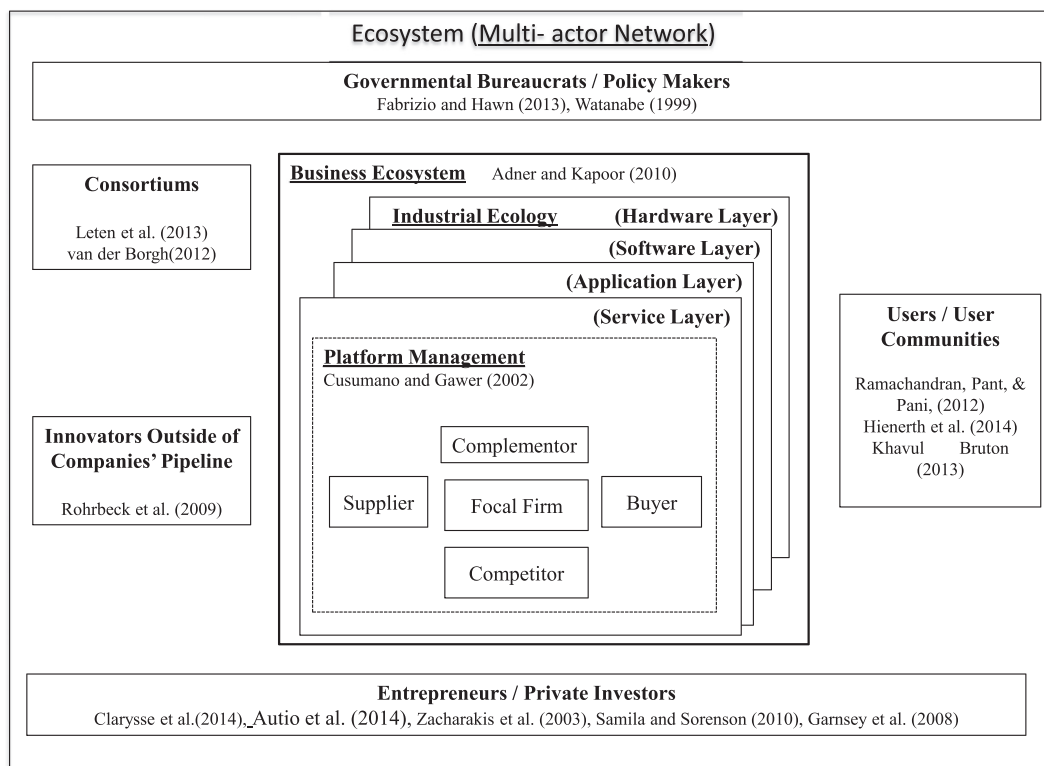 Ecosystem (Multi- actor Network)
Governmental Bureaucrats / Policy Makers
Fabrizio and Hawn (2013), Watanabe (1999)
Consortiums
Leten et al. (2013)
van der Borgh(2012)
Innovators Outside of
Companies’ Pipeline
Rohrbeck et al. (2009)
Business Ecosystem Adner and Kapoor (2010)
Industrial Ecology (Hardware Layer)
(Software Layer)
(Application Layer)
(Service Layer)
Platform Management
Cusumano and Gawer (2002)
Complementor
Supplier
Focal Firm
Buyer
Competitor
Users / User
Communities
Ramachandran, Pant, &
Pani, (2012)
Hienerth et al. (2014)
Khavul Bruton
(2013)
Entrepreneurs / Private Investors
Clarysse et al.(2014), Autio et al. (2014), Zacharakis et al. (2003), Samila and Sorenson (2010), Garnsey et al. (2008)